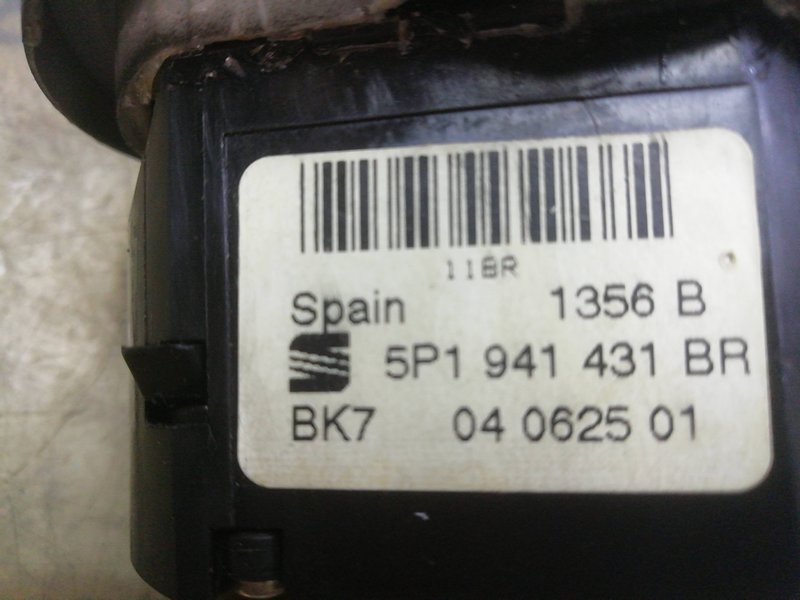 11BR
Spain 1356 B
5P1 941 431 BR
BK7 04 0625 01